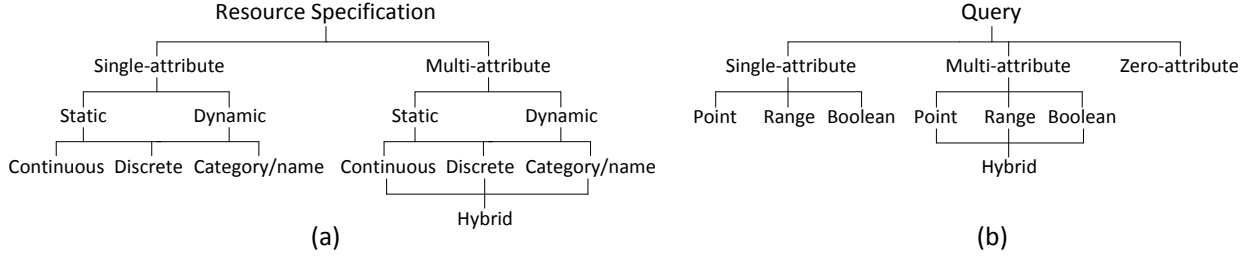 Resource Specification
Single-attribute Multi-attribute
Static Dynamic Static Dynamic
Continuous Discrete Category/name Continuous Discrete Category/name
Hybrid
(a)
Query
Single-attribute Multi-attribute Zero-attribute
Point Range Boolean Point Range Boolean
Hybrid
(b)